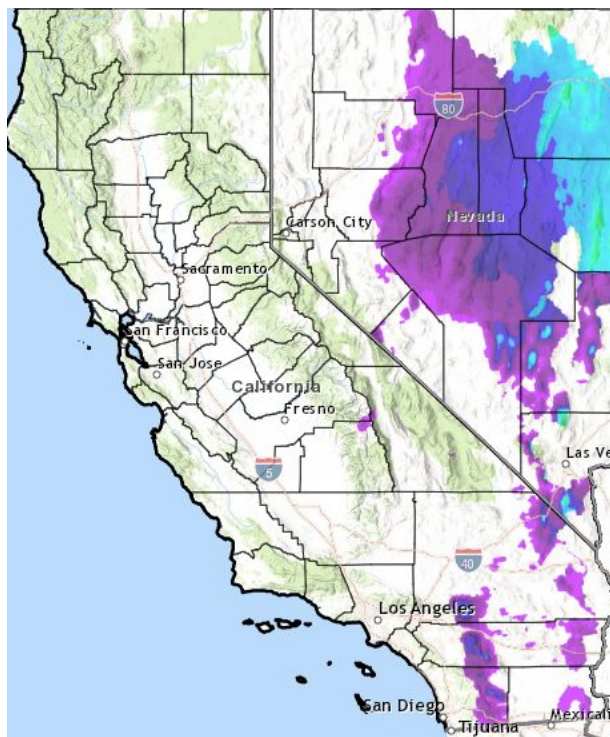 80
Carson City
Nevada
Sacramento
San Francisco
San Jose
California
Fresno
5
Las Ve
40
Los Angeles
San Diego
Mexicali
Tijuana